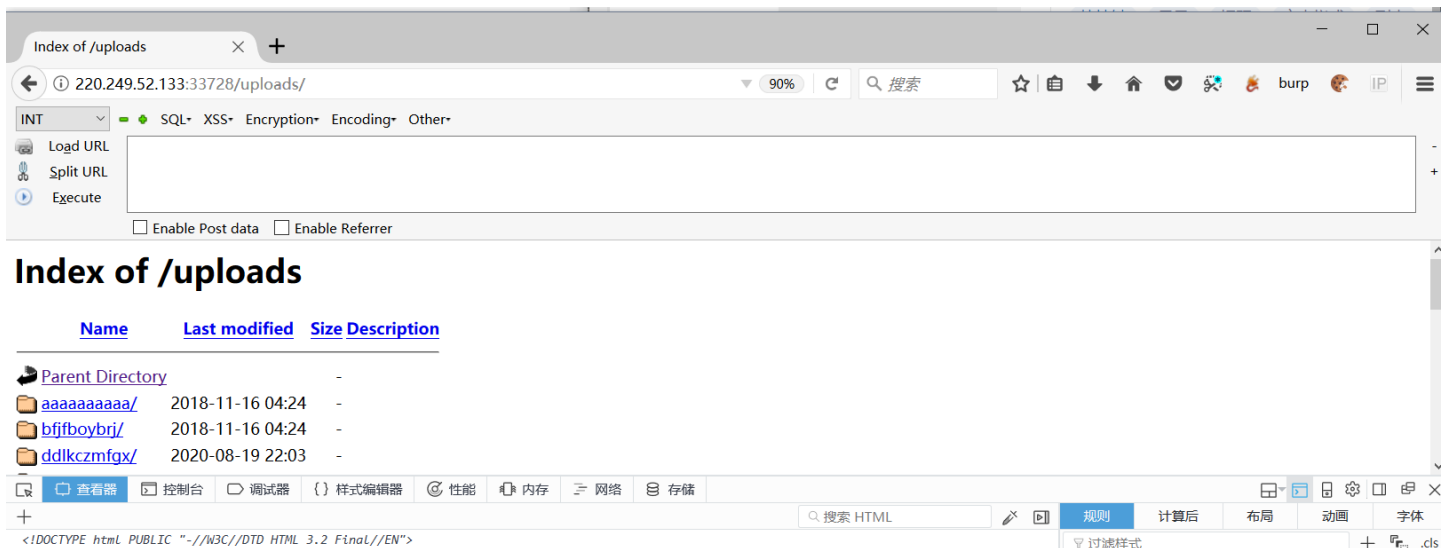 Index of /uploads
220.249.52.133:33728/uploads/ 90% 搜索 burp IP
INT SQL- XSS- Encryption- Encoding- Other-
Load URL
Split URL
Execute
Enable Post data Enable Referrer
Index of /uploads
Name Last modified Size Description
Parent Directory -
aaaaaaaaaa/ 2018-11-16 04:24 -
bfjfboybrj/ 2018-11-16 04:24 -
ddlkczmfgx/ 2020-08-19 22:03 -
查看器 控制台 调试器 {} 样式编辑器 性能 内存 网络 存储
搜索 HTML 规则 计算后 布局 动画 字体
<!DOCTYPE html PUBLIC "-//W3C//DTD HTML 3.2 Final//EN"> 过滤样式 .cls